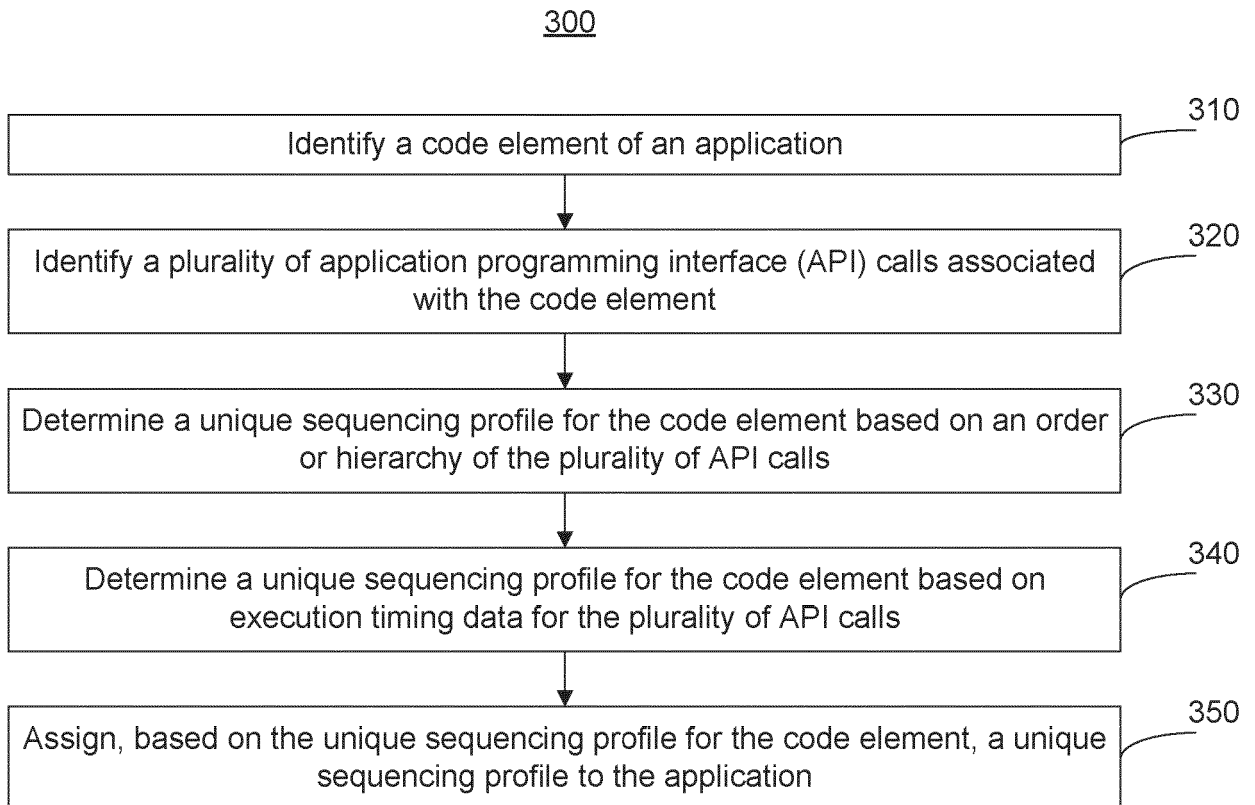 300
310
Identify a code element of an application
320
Identify a plurality of application programming interface (API) calls associated
with the code element
330
Determine a unique sequencing profile for the code element based on an order
or hierarchy of the plurality of API calls
340
Determine a unique sequencing profile for the code element based on
execution timing data for the plurality of API calls
350
Assign, based on the unique sequencing profile for the code element, a unique
sequencing profile to the application